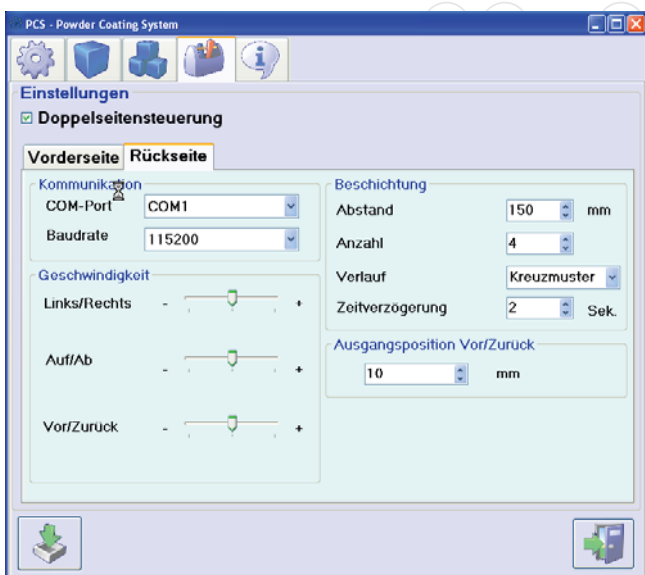 PCS - Powder Coating System
Einstellungen
Doppelseitensteuerung
Vorderseite Rückseite
Kommunikation
COM-Port COM1
Baudrate 115200
Geschwindigkeit
Links/Rechts - +
Auf/Ab - +
Vor/Zurück - +
Beschichtung
Abstand 150 mm
Anzahl 4
Verlauf Kreuzmuster
Zeitverzögerung 2 Sek.
Ausgangsposition Vor/Zurück
10 mm